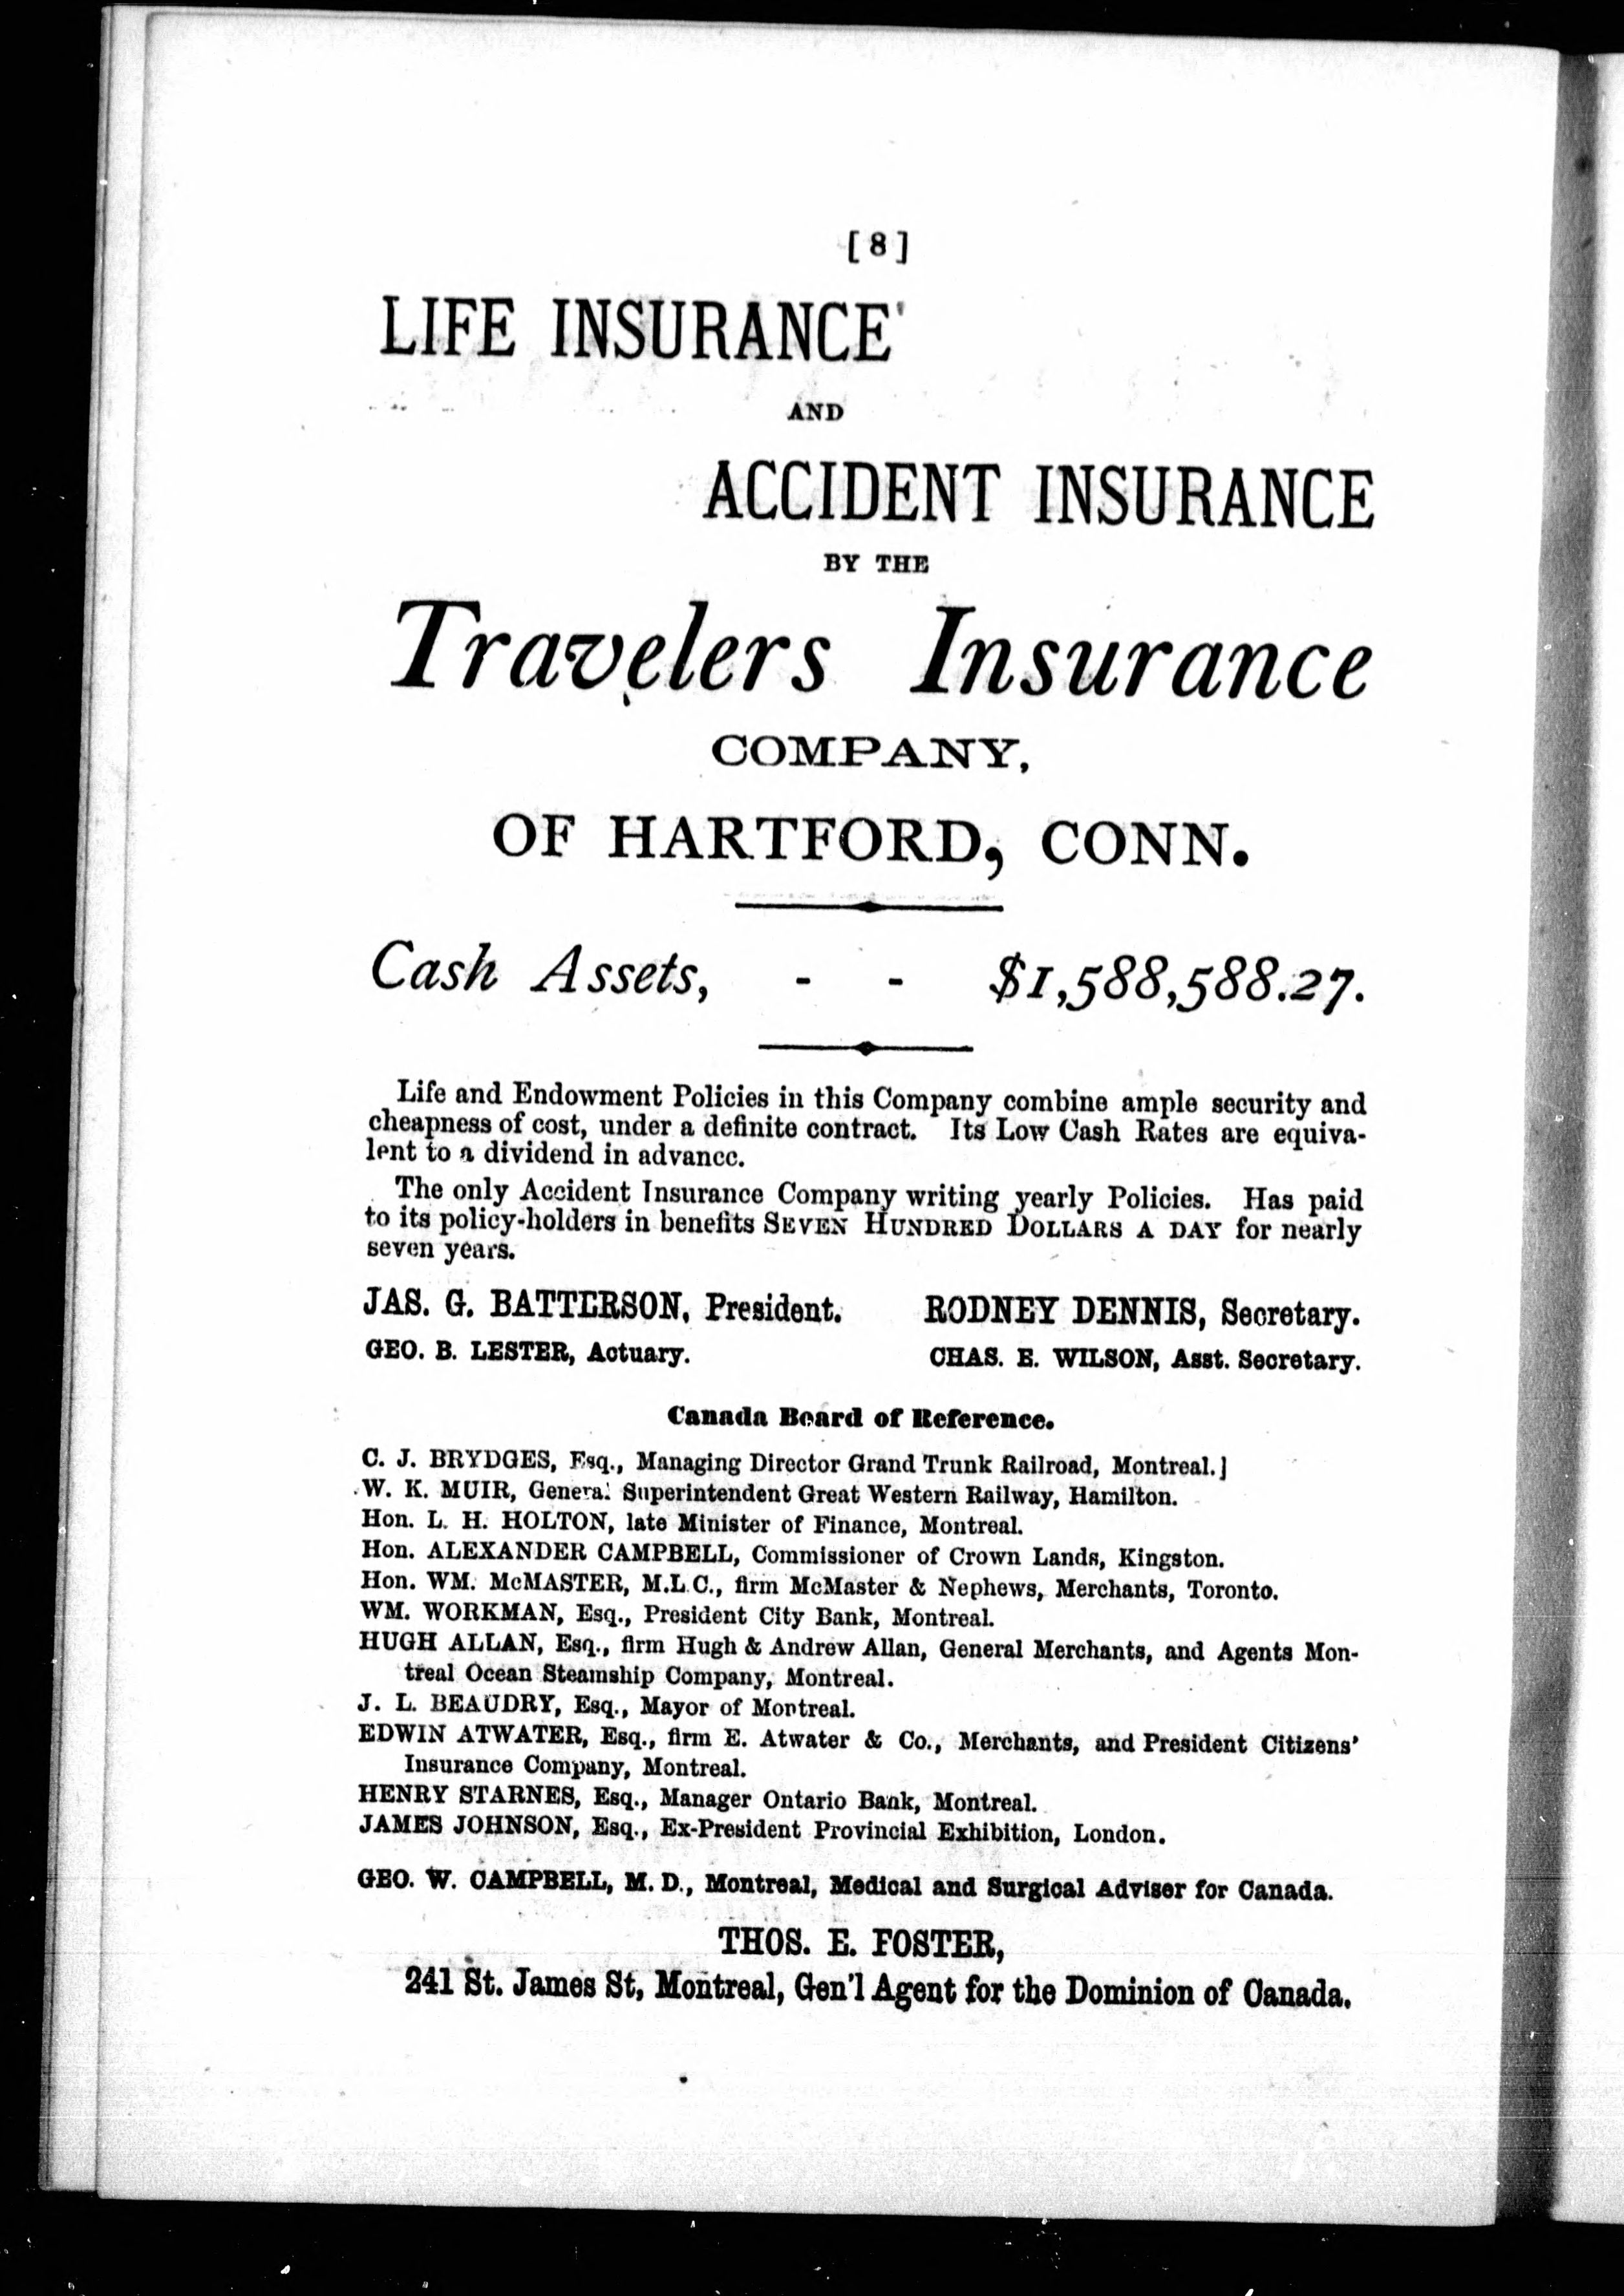 [ 8 ]
LIFE INSURANCE
AND
ACCIDENT INSURANCE
BY THE
Travelers Insurance
COMPANY,
OF HARTFORD, CONN.
Cash Assets, - - $1,588,588.27.
Life and Endowment Policies in this Company combine ample security and
cheapness of cost, under a definite contract. Its Low Cash Rates are equiva-
lent to a dividend in advance.
The only Accident Insurance Company writing yearly Policies. Has paid
to its policy-holders in benefits SEVEN HUNDRED DOLLARS A DAY for nearly
seven years.
JAS. G. BATTERSON, President. RODNEY DENNIS, Secretary.
GEO. B. LESTER, Actuary. CHAS. E. WILSON, Asst. Secretary.
Canada Board of Reference.
C. J. BRYDGES, Esq., Managing Director Grand Trunk Railroad, Montreal.]
W. K. MUIR, General Superintendent Great Western Railway, Hamilton.
Hon. L. H. HOLTON, late Minister of Finance, Montreal.
Hon. ALEXANDER CAMPBELL, Commissioner of Crown Lands, Kingston.
Hon. WM. McMASTER, M.L.C., firm McMaster & Nephews, Merchants, Toronto.
WM. WORKMAN, Esq., President City Bank, Montreal.
HUGH ALLAN, Esq., firm Hugh & Andrew Allan, General Merchants, and Agents Mon-
treal Ocean Steamship Company, Montreal.
J. L. BEAUDRY, Esq., Mayor of Montreal.
EDWIN ATWATER, Esq., firm E. Atwater & Co., Merchants, and President Citizens'
Insurance Company, Montreal.
HENRY STARNES, Esq., Manager Ontario Bank, Montreal.
JAMES JOHNSON, Esq., Ex-President Provincial Exhibition, London.
GEO. W. CAMPBELL, M. D., Montreal, Medical and Surgical Adviser for Canada.
THOS. E. FOSTER,
241 St. James St, Montreal, Gen'l Agent for the Dominion of Canada.